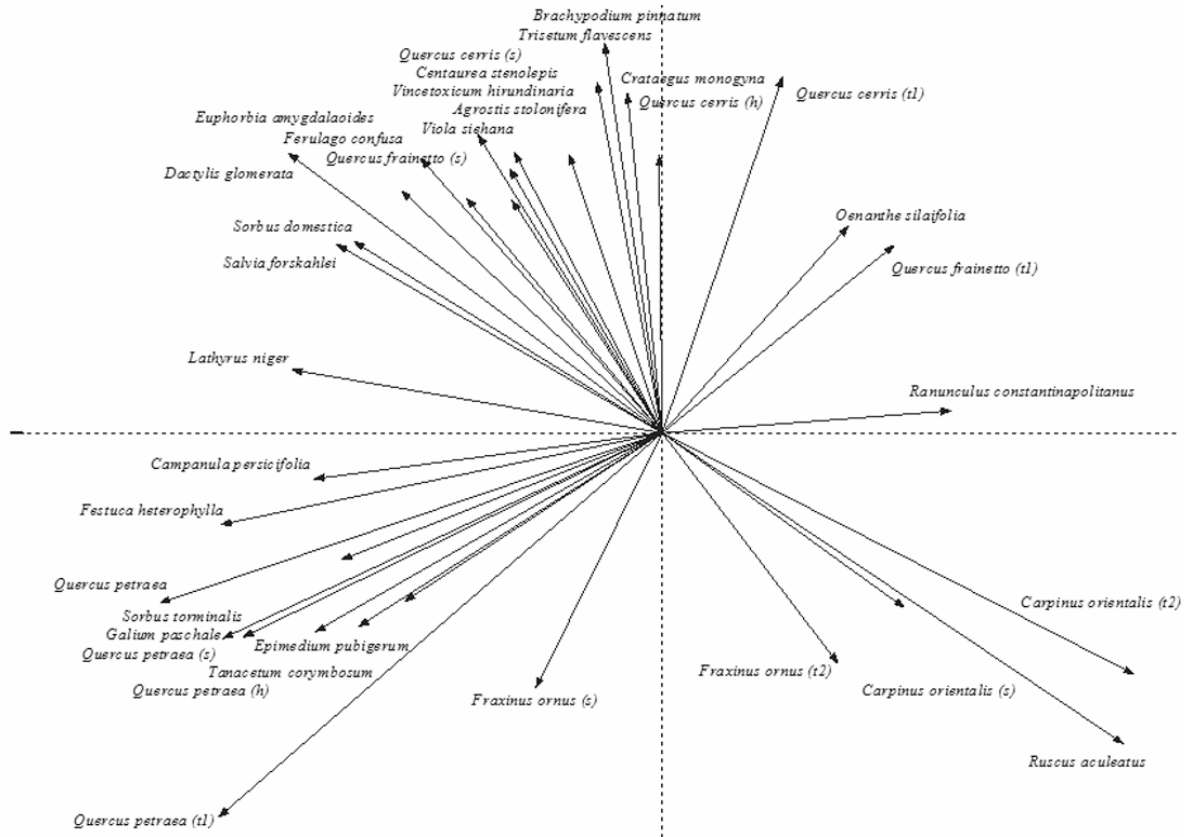 Brachypodium pinnatum
Trisetum flavescens
Quercus cerris (s)
Centaurea stenolepis
Crataegus monogyna
Vincetoxicum hirundinaria
Quercus cerris (t1)
Quercus cerris (h)
Agrostis stolonifera
Euphorbia amygdalaoides
Viola siehana
Ferulago confusa
Quercus frainetto (s)
Dactylis glomerata
Oenanthe silaifolia
Sorbus domestica
Salvia forskahlei
Quercus frainetto (t1)
Lathyrus niger
Ranunculus constantinapolitanus
Campanula persicifolia
Festuca heterophylla
Quercus petraea
Carpinus orientalis (t2)
Sorbus torminalis
Galium paschale
Epimedium pubigerum
Quercus petraea (s)
Tanacetum corymbosum
Fraxinus ornus (t2)
Quercus petraea (h)
Carpinus orientalis (s)
Fraxinus ornus (s)
Ruscus aculeatus
Quercus petraea (t1)